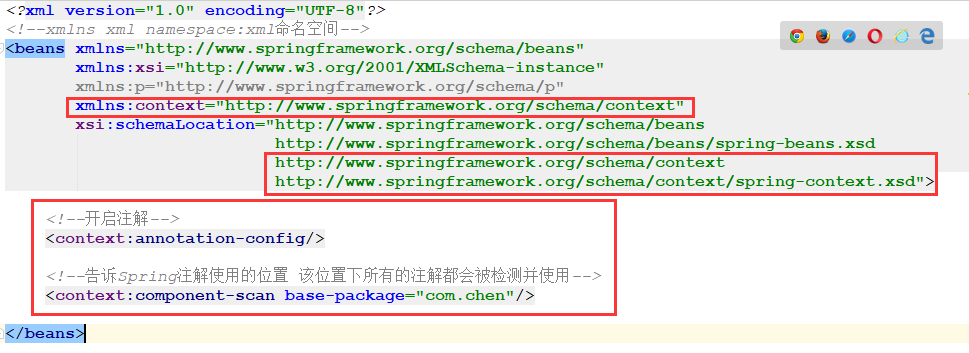 <?xml version="1.0" encoding="UTF-8"?>
<!--xmlns xml namespace:xml命名空间-->
<beans xmlns="http://www.springframework.org/schema/beans"
xmlns:xsi="http://www.w3.org/2001/XMLSchema-instance"
xmlns:p="http://www.springframework.org/schema/p"
xmlns:context="http://www.springframework.org/schema/context"
xsi:schemaLocation="http://www.springframework.org/schema/beans
http://www.springframework.org/schema/beans/spring-beans.xsd
http://www.springframework.org/schema/context
http://www.springframework.org/schema/context/spring-context.xsd">
<!--开启注解-->
<context:annotation-config/>
<!--告诉Spring注解使用的位置 该位置下所有的注解都会被检测并使用-->
<context:component-scan base-package="com.chen"/>
</beans>